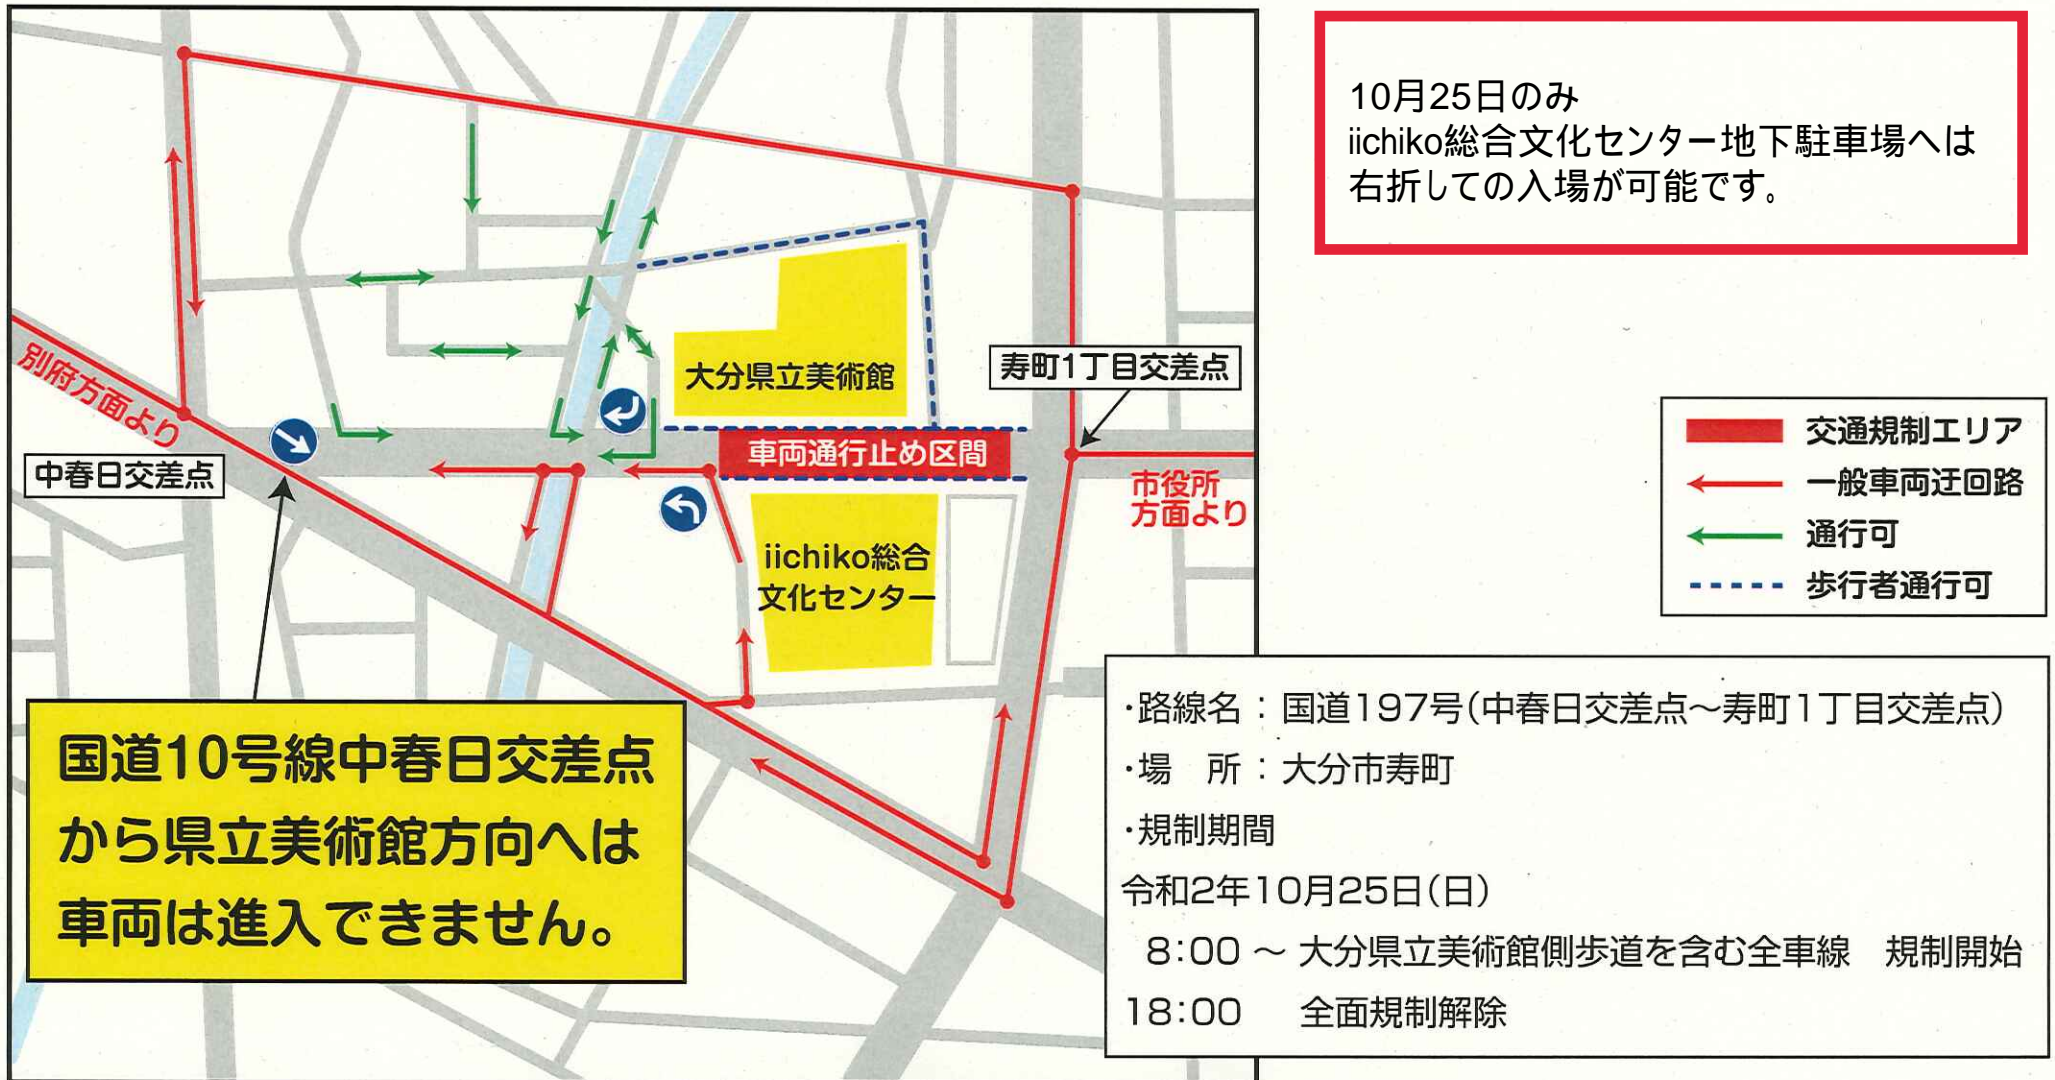 10月25日のみ
iichiko総合文化センター地下駐車場へは
右折しての入場が可能です。
大分県立美術館
寿町1丁目交差点
別府方面より
中春日交差点
車両通行止め区間
市役所
方面より
iichiko総合
文化センター
交通規制エリア
一般車両迂回路
通行可
歩行者通行可
国道10号線中春日交差点
から県立美術館方向へは
車両は進入できません。
・路線名：国道197号(中春日交差点～寿町1丁目交差点)
・場　所：大分市寿町
・規制期間
令和2年10月25日(日)
8:00 ～ 大分県立美術館側歩道を含む全車線　規制開始
18:00　全面規制解除